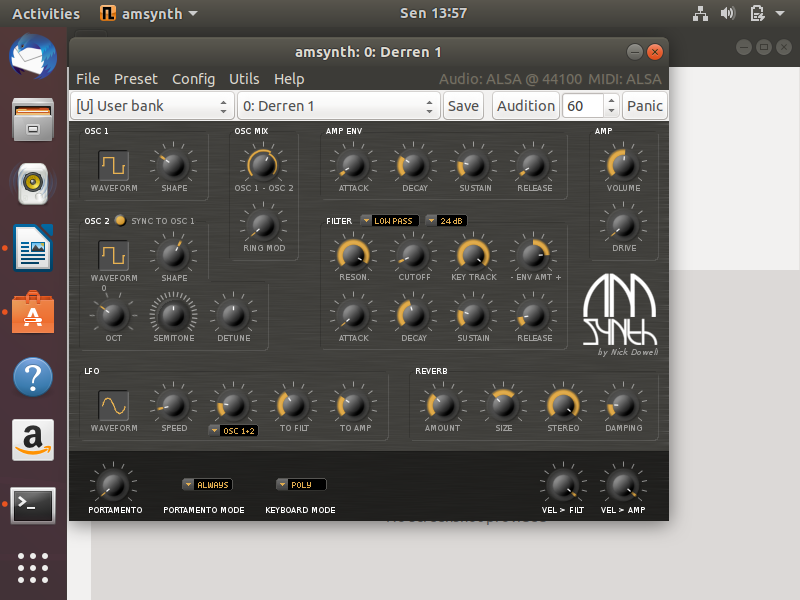 Activities amsynth Sen 13:57
amsynth: 0: Derren 1
File Preset Config Utils Help Audio: ALSA @ 44100 MIDI: ALSA
[U] User bank 0: Derren 1 Save Audition 60 Panic
OSC 1 OSC MIX AMP ENV AMP
WAVEFORM SHAPE OSC 1 - OSC 2 ATTACK DECAY SUSTAIN RELEASE VOLUME
OSC 2 SYNC TO OSC 1 FILTER LOW PASS 24 dB
RING MOD DRIVE
WAVEFORM SHAPE RESON. CUTOFF KEY TRACK - ENV AMT +
0
OCT SEMITONE DETUNE ATTACK DECAY SUSTAIN RELEASE
AM
SYNTH
by Nick Dowell
LFO REVERB
WAVEFORM SPEED OSC 1+2 TO FILT TO AMP AMOUNT SIZE STEREO DAMPING
ALWAYS POLY
PORTAMENTO PORTAMENTO MODE KEYBOARD MODE VEL > FILT VEL > AMP